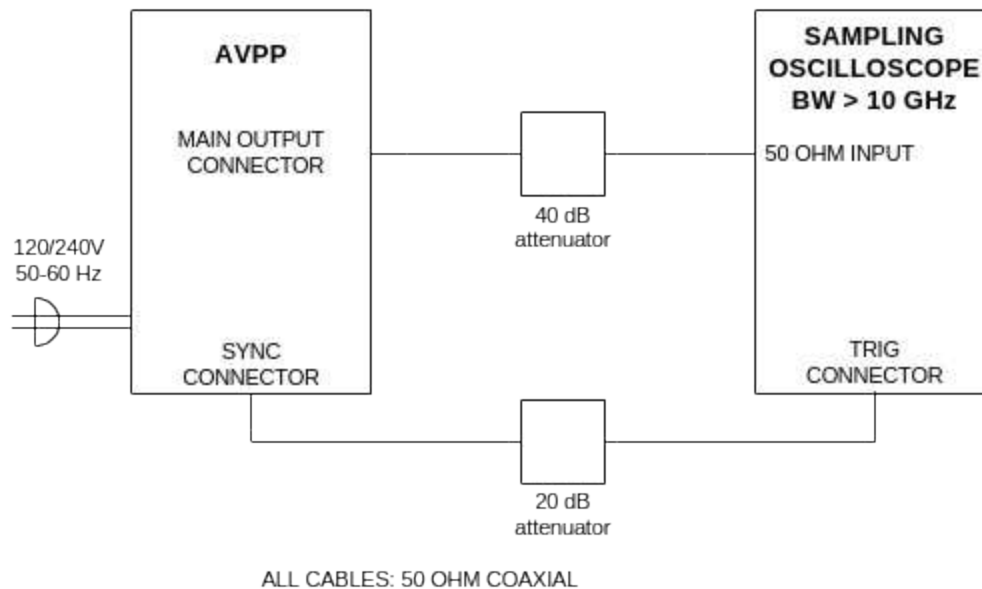 AVPP
MAIN OUTPUT
CONNECTOR
120/240V
50-60 Hz
SYNC
CONNECTOR
40 dB
attenuator
20 dB
attenuator
SAMPLING
OSCILLOSCOPE
BW > 10 GHz
50 OHM INPUT
TRIG
CONNECTOR
ALL CABLES: 50 OHM COAXIAL